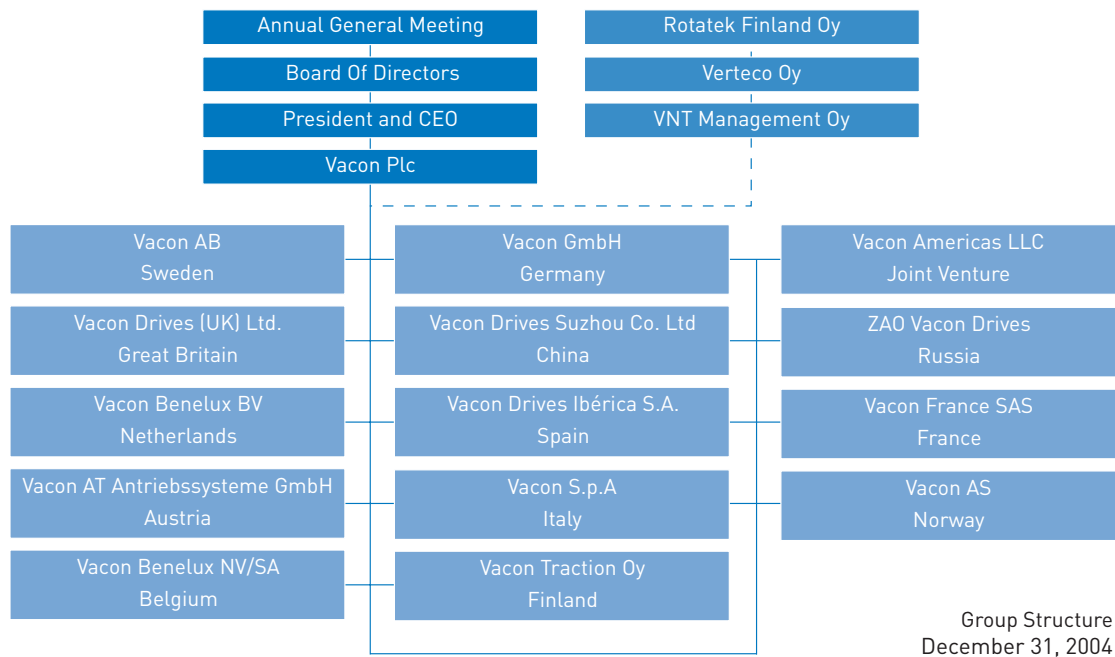 Annual General Meeting
Board Of Directors
President and CEO
Vacon Plc
Rotatek Finland Oy
Verteco Oy
VNT Management Oy
Vacon AB
Sweden
Vacon GmbH
Germany
Vacon Americas LLC
Joint Venture
Vacon Drives (UK) Ltd.
Great Britain
Vacon Drives Suzhou Co. Ltd
China
ZAO Vacon Drives
Russia
Vacon Benelux BV
Netherlands
Vacon Drives Ibérica S.A.
Spain
Vacon France SAS
France
Vacon AT Antriebssysteme GmbH
Austria
Vacon S.p.A
Italy
Vacon AS
Norway
Vacon Benelux NV/SA
Belgium
Vacon Traction Oy
Finland
Group Structure
December 31, 2004